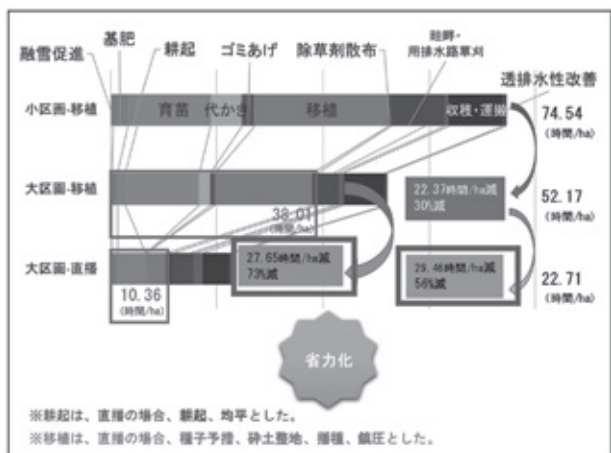 基肥
融雪促進
耕起
ゴミあげ
除草剤散布
畦畔・
用排水路草刈
透排水性改善
小区画-移植
育苗
代かき
移植
収穫・運搬
74.54
(時間/ha)
大区画-移植
38.01
(時間/ha)
22.37時間/ha減
30%減
52.17
(時間/ha)
大区画-直播
27.65時間/ha減
73%減
29.46時間/ha減
56%減
22.71
(時間/ha)
10.36
(時間/ha)
省力化
※耕起は、直播の場合、耕起、均平とした。
※移植は、直播の場合、種子予措、砕土整地、播種、鎮圧とした。